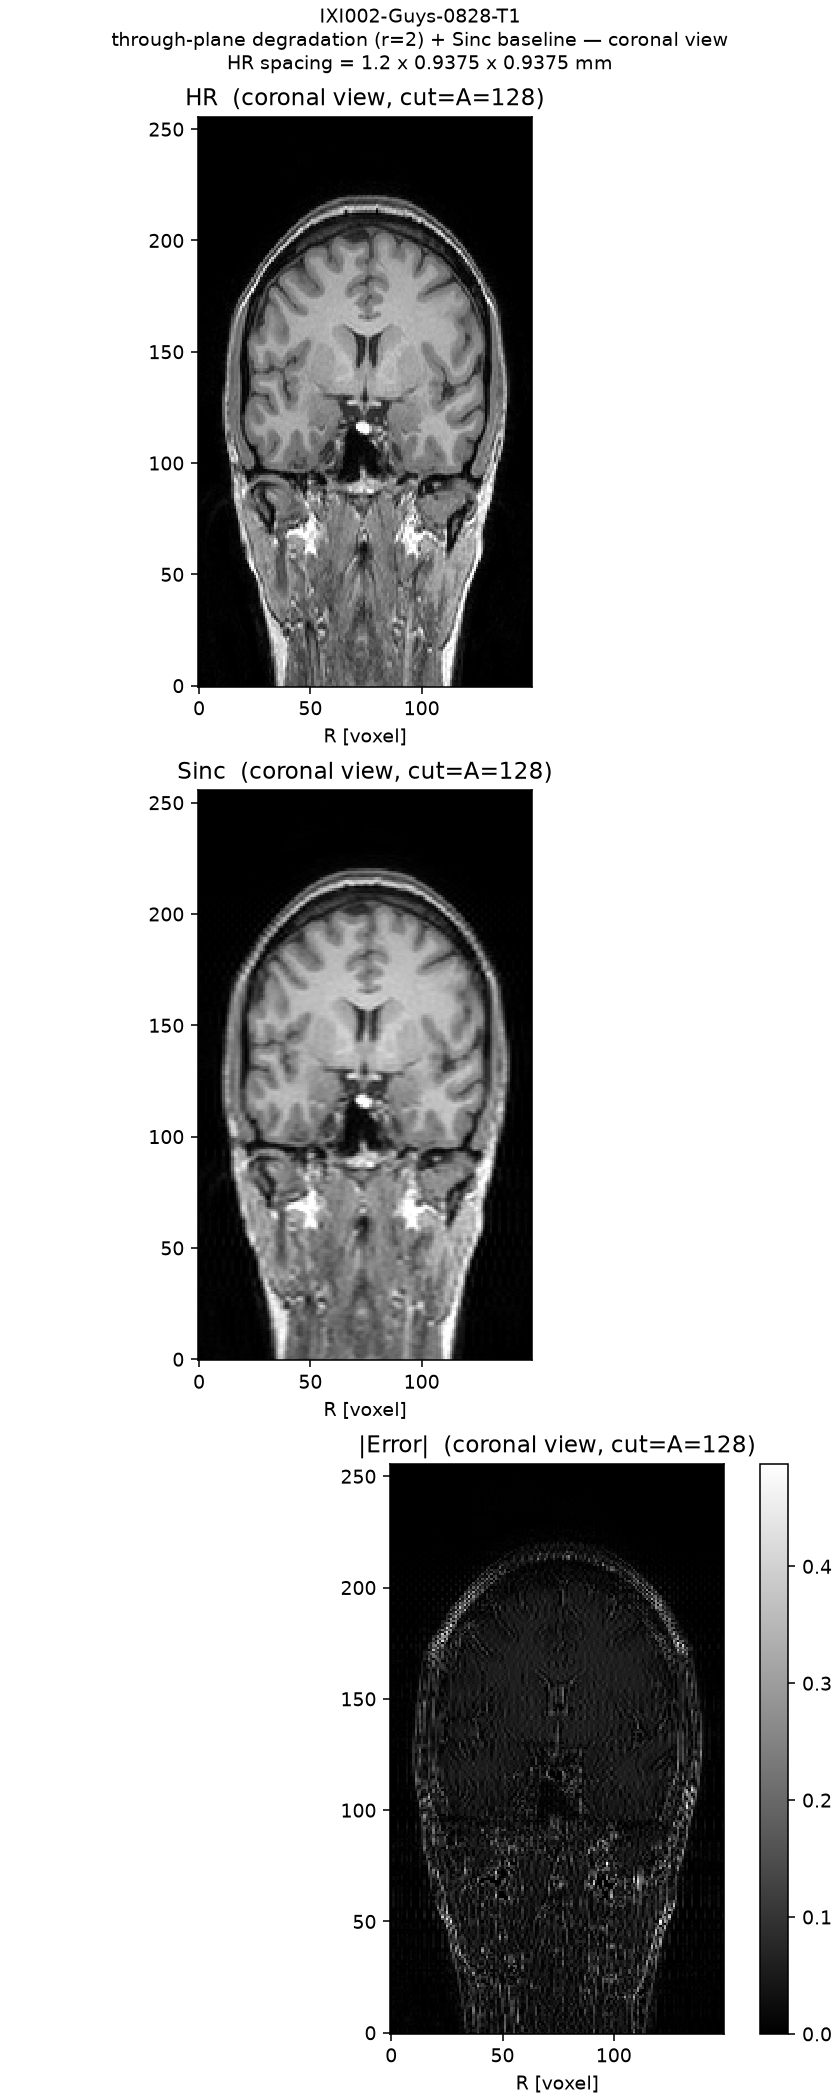 IXI002-Guys-0828-T1
through-plane degradation (r=2) + Sinc baseline — coronal view
HR spacing = 1.2 x 0.9375 x 0.9375 mm
HR  (coronal view, cut=A=128)
250
200
150
100
50
0
0 50 100
R [voxel]
Sinc  (coronal view, cut=A=128)
250
200
150
100
50
0
0 50 100
R [voxel]
|Error|  (coronal view, cut=A=128)
250
200
150
100
50
0
0 50 100
R [voxel]
0.4
0.3
0.2
0.1
0.0